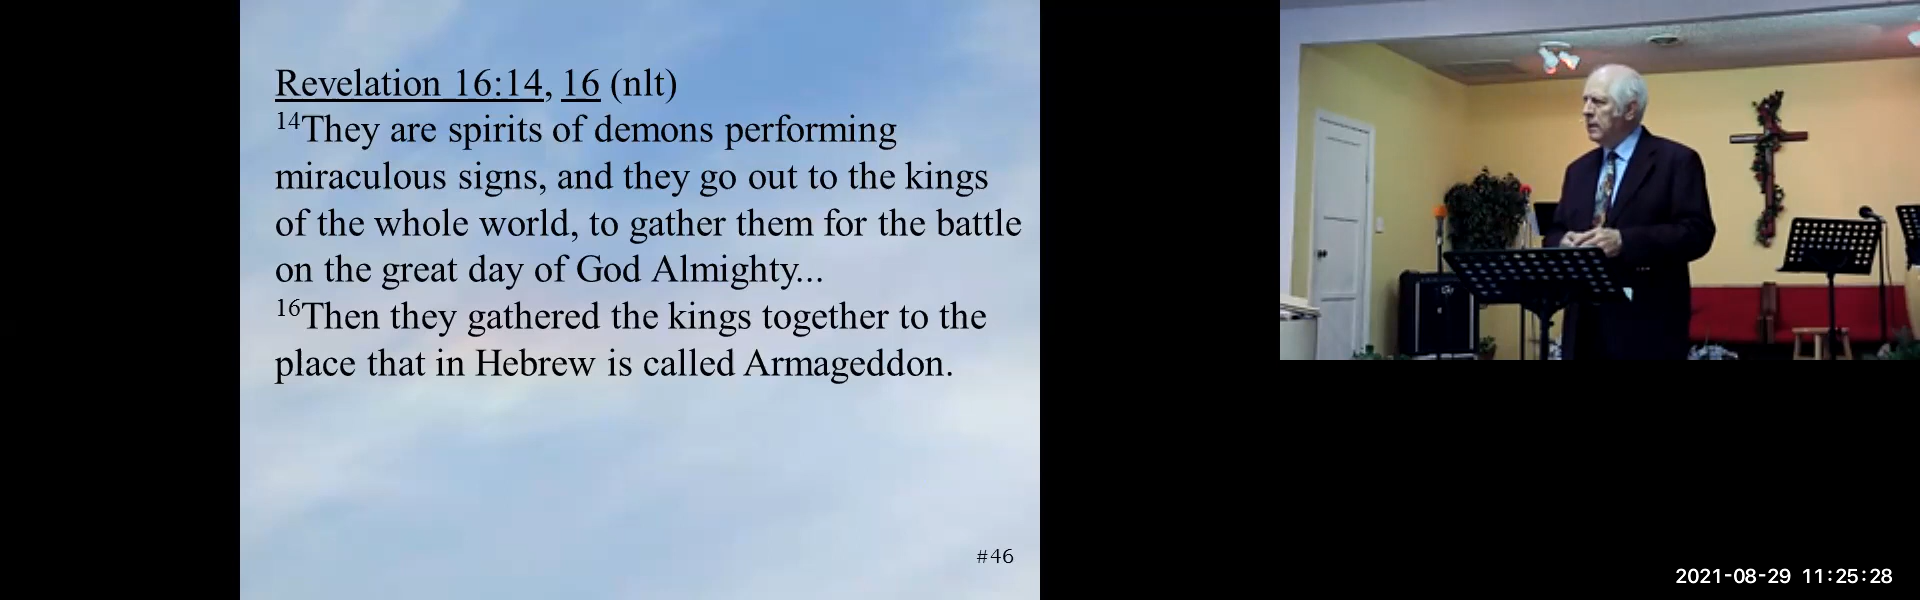 Revelation 16:14, 16 (nlt)
¹⁴They are spirits of demons performing
miraculous signs, and they go out to the kings
of the whole world, to gather them for the battle
on the great day of God Almighty...
¹⁶Then they gathered the kings together to the
place that in Hebrew is called Armageddon.
#46
2021-08-29 11:25:28